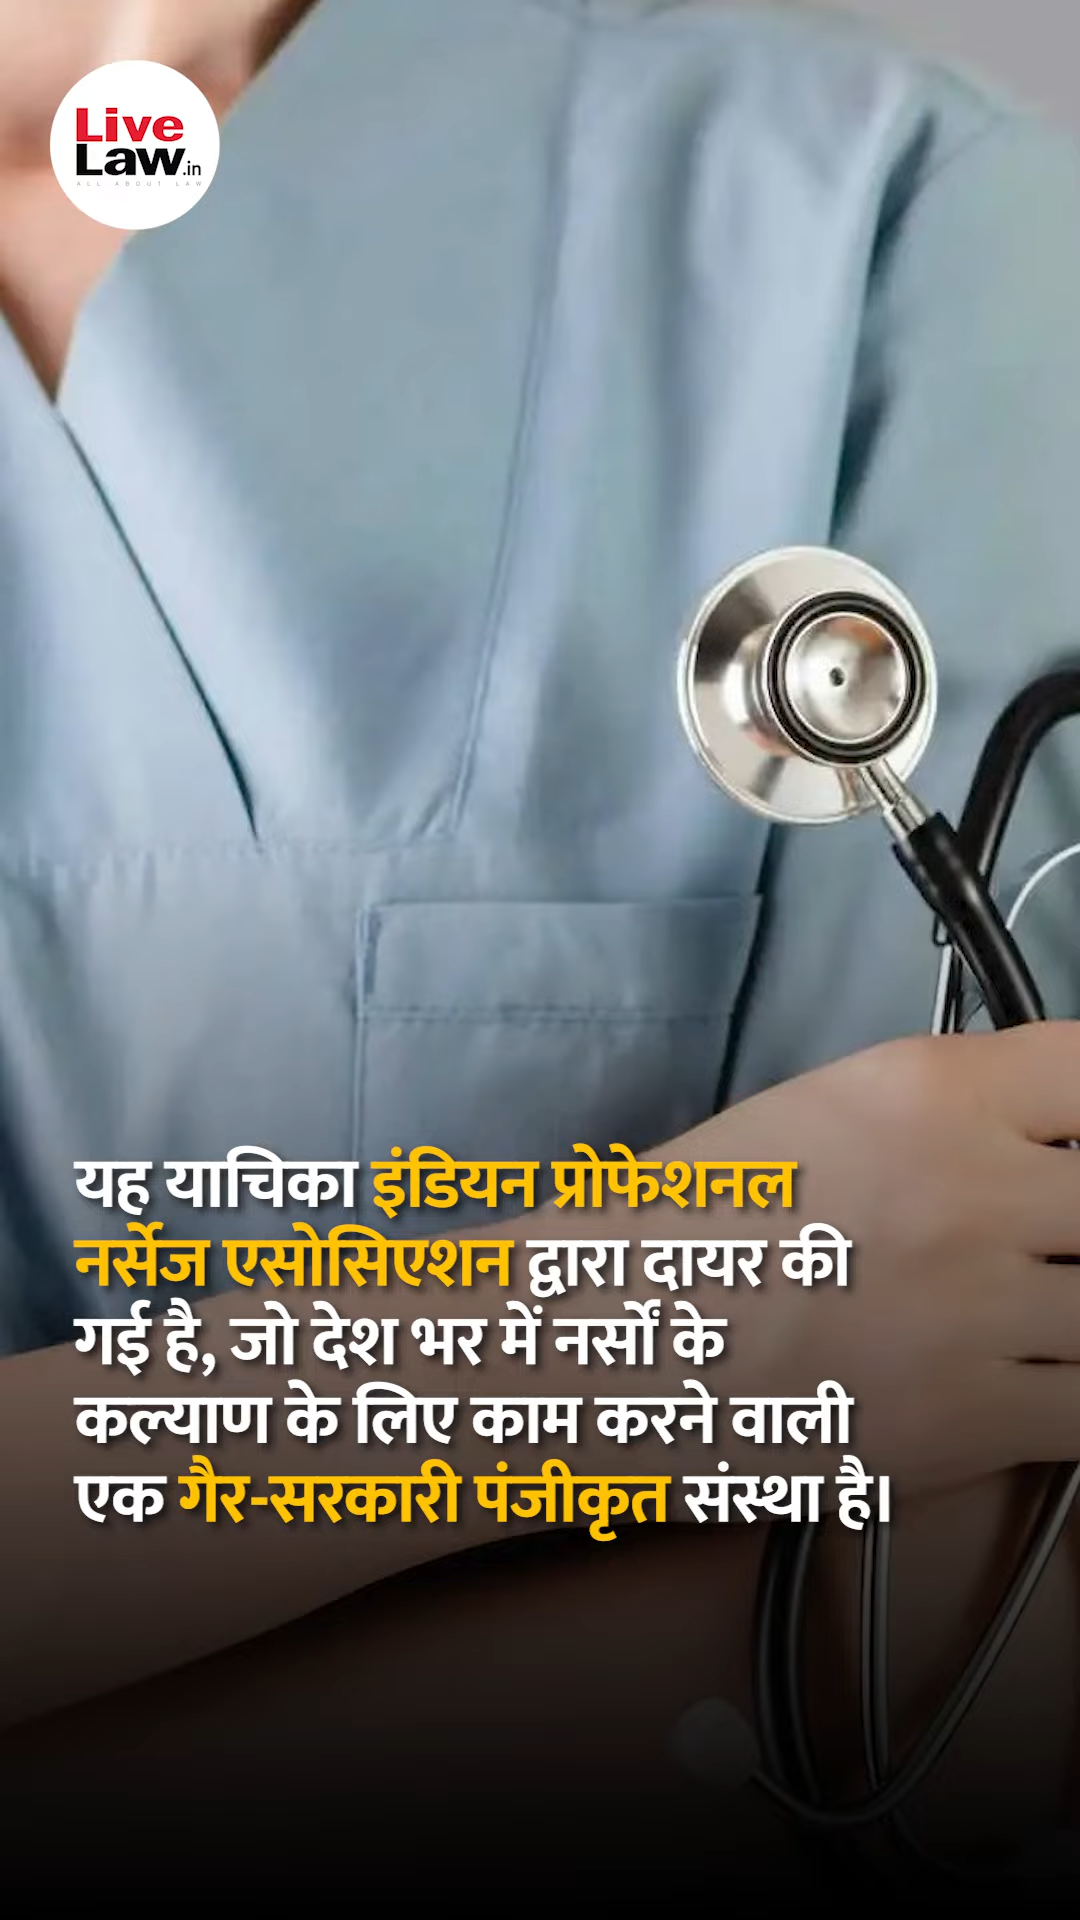 Live
Law.in
ALL ABOUT LAW
यह याचिका इंडियन प्रोफेशनल
नर्सेज एसोसिएशन द्वारा दायर की
गई है, जो देश भर में नर्सों के
कल्याण के लिए काम करने वाली
एक गैर-सरकारी पंजीकृत संस्था है।